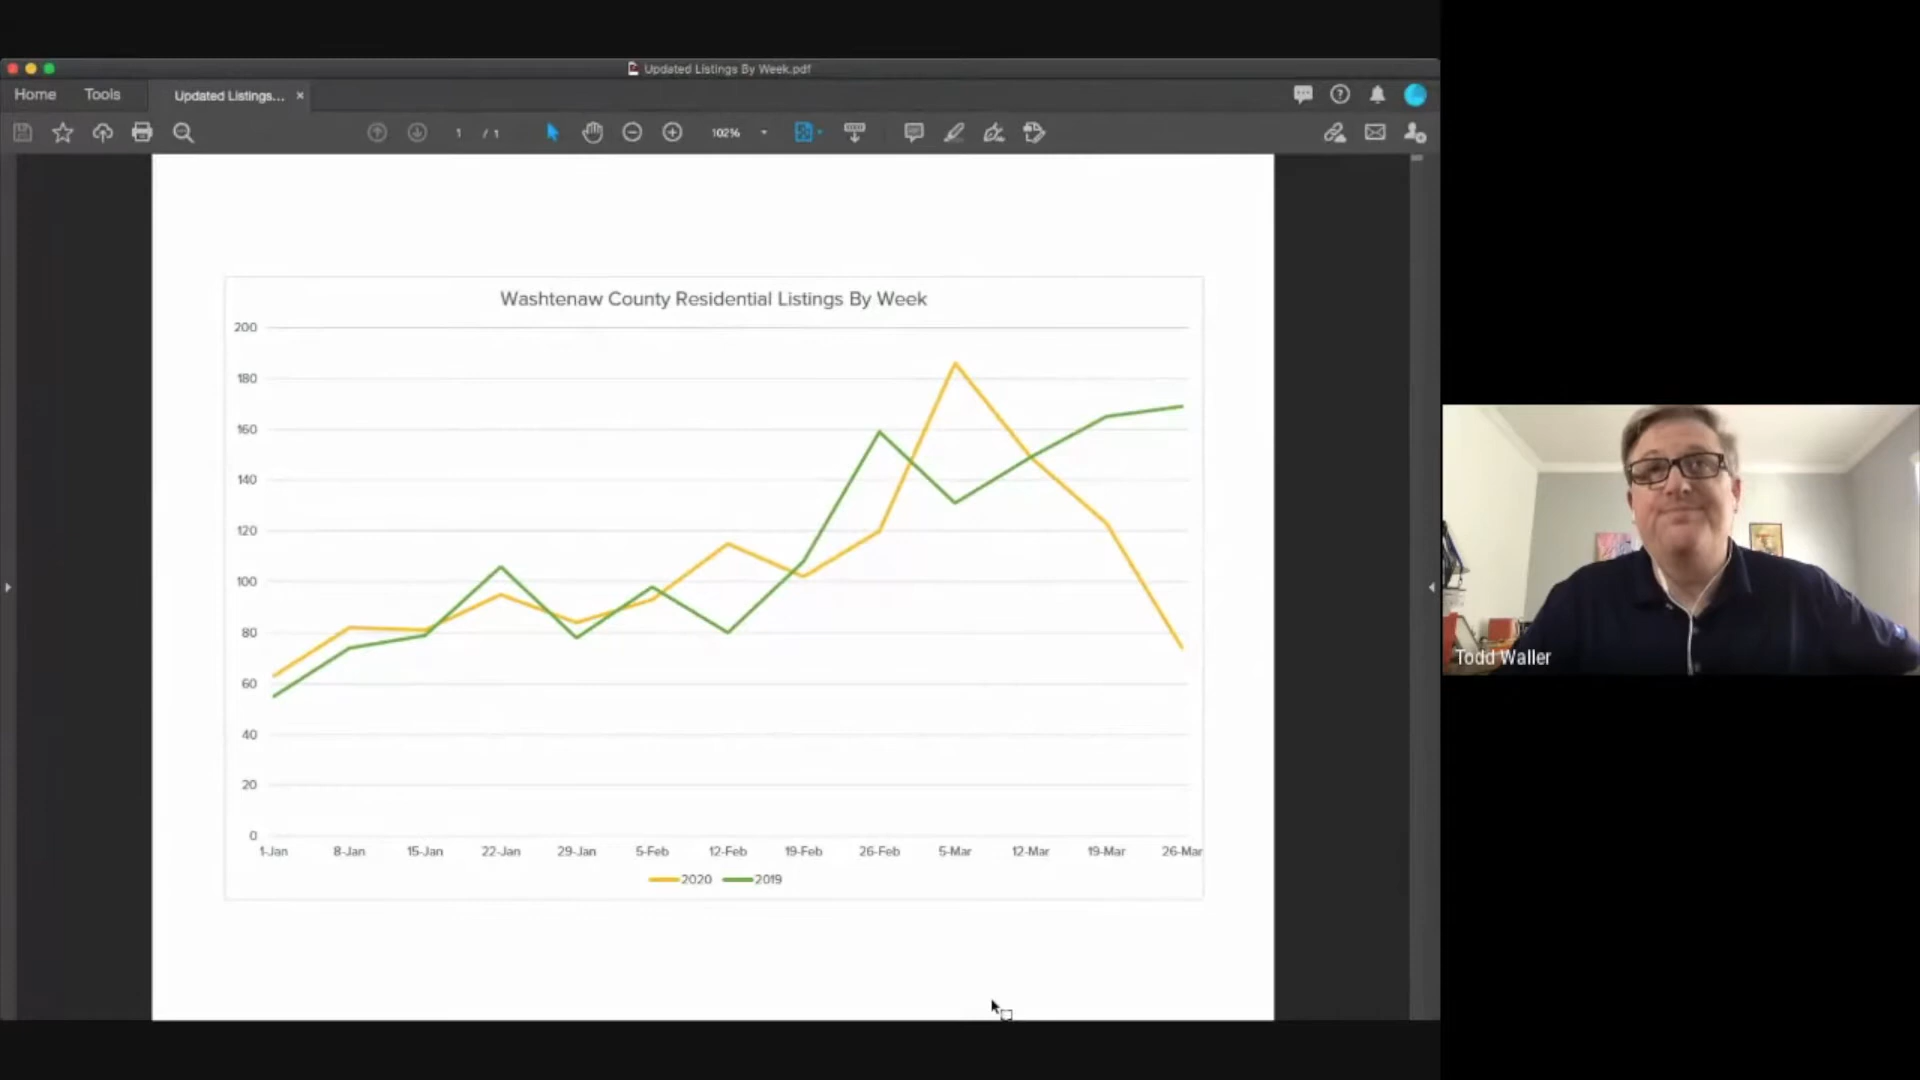 Updated Listings By Week.pdf
Home Tools Updated Listings... ×
1 / 1 102%
Washtenaw County Residential Listings By Week
200
180
160
140
120
100
80
60
40
20
0
1-Jan 8-Jan 15-Jan 22-Jan 29-Jan 5-Feb 12-Feb 19-Feb 26-Feb 5-Mar 12-Mar 19-Mar 26-Mar
2020 2019
Todd Waller